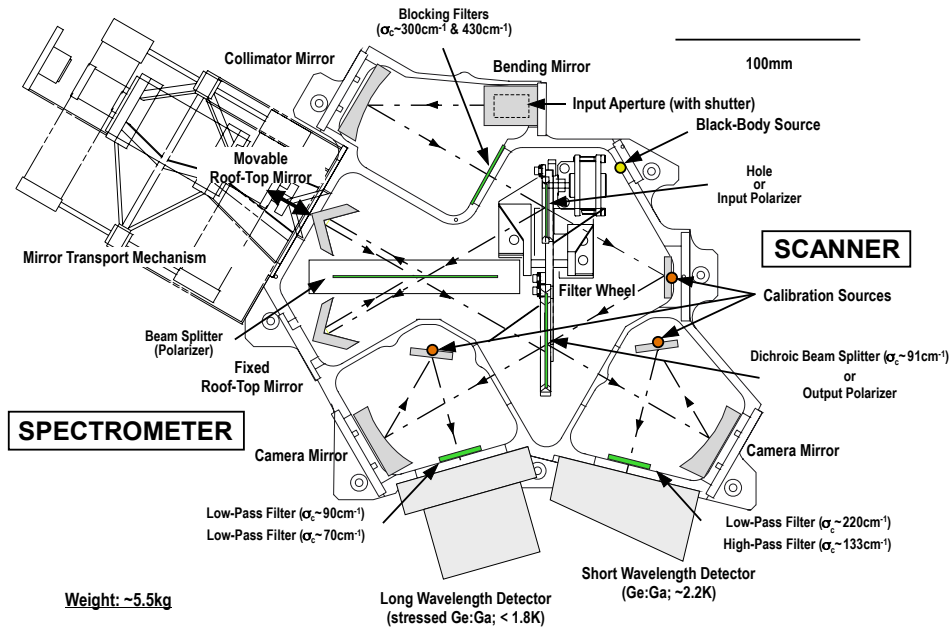 Blocking Filters
(σc~300cm-1 & 430cm-1)
Collimator Mirror
Bending Mirror
100mm
Input Aperture (with shutter)
Black-Body Source
Movable
Roof-Top Mirror
Hole
or
Input Polarizer
Mirror Transport Mechanism
SCANNER
Filter Wheel
Calibration Sources
Beam Splitter
(Polarizer)
Fixed
Roof-Top Mirror
Dichroic Beam Splitter (σc~91cm-1)
or
Output Polarizer
SPECTROMETER
Camera Mirror
Camera Mirror
Low-Pass Filter (σc~90cm-1)
Low-Pass Filter (σc~70cm-1)
Low-Pass Filter (σc~220cm-1)
High-Pass Filter (σc~133cm-1)
Short Wavelength Detector
(Ge:Ga; ~2.2K)
Weight: ~5.5kg
Long Wavelength Detector
(stressed Ge:Ga; < 1.8K)